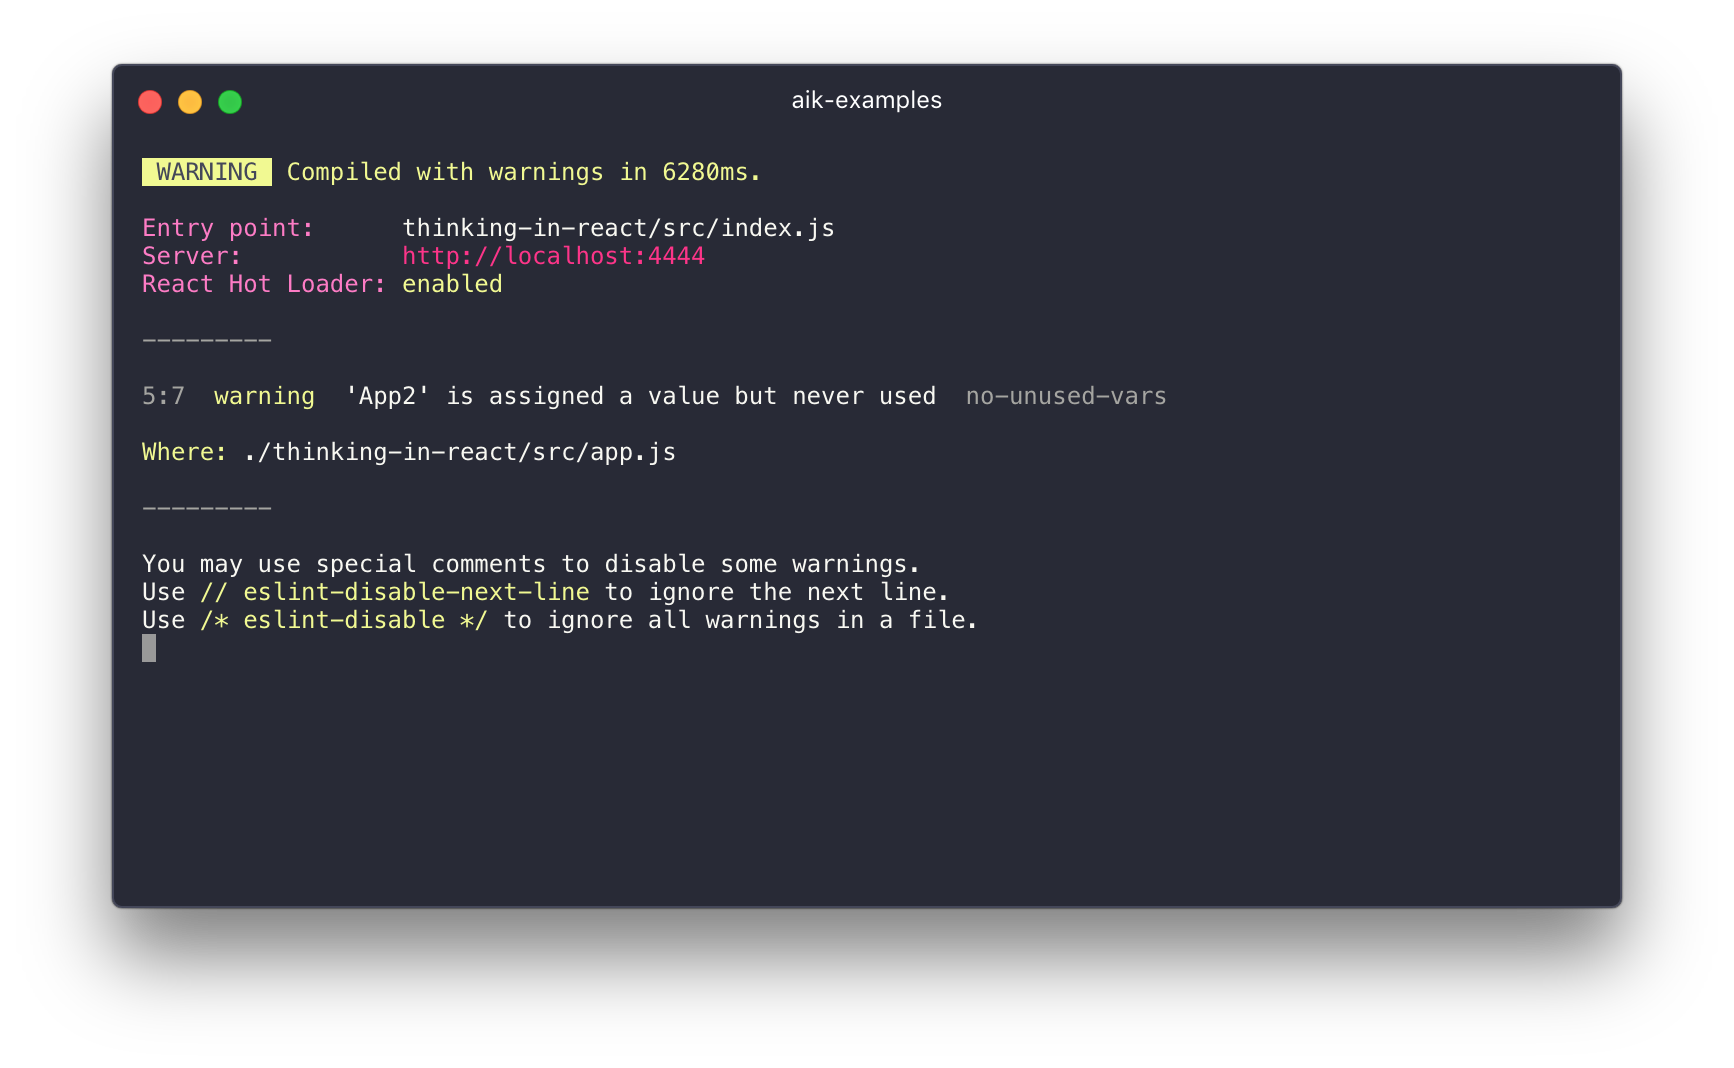 aik-examples
WARNING Compiled with warnings in 6280ms.
Entry point: thinking-in-react/src/index.js
Server: http://localhost:4444
React Hot Loader: enabled
---------
5:7 warning 'App2' is assigned a value but never used no-unused-vars
Where: ./thinking-in-react/src/app.js
---------
You may use special comments to disable some warnings.
Use // eslint-disable-next-line to ignore the next line.
Use /* eslint-disable */ to ignore all warnings in a file.